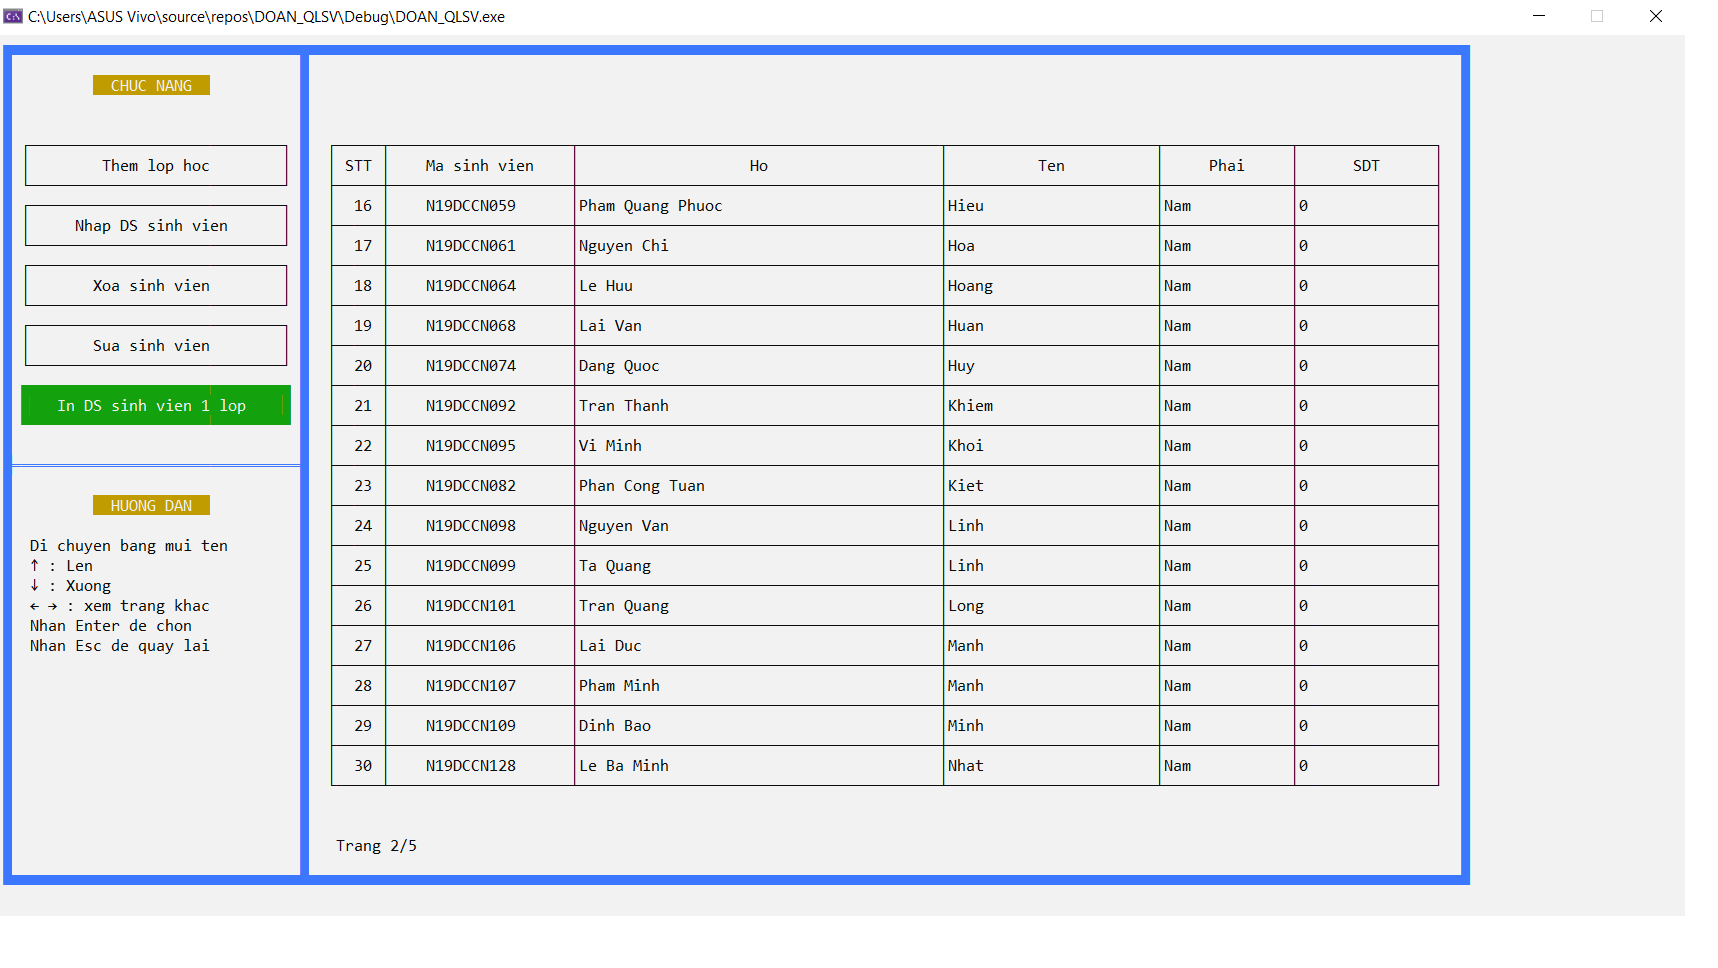 C:\Users\ASUS Vivo\source\repos\DOAN_QLSV\Debug\DOAN_QLSV.exe
CHUC NANG
Them lop hoc
Nhap DS sinh vien
Xoa sinh vien
Sua sinh vien
In DS sinh vien 1 lop
HUONG DAN
Di chuyen bang mui ten
↑ : Len
↓ : Xuong
← → : xem trang khac
Nhan Enter de chon
Nhan Esc de quay lai
STT Ma sinh vien Ho Ten Phai SDT
16 N19DCCN059 Pham Quang Phuoc Hieu Nam 0
17 N19DCCN061 Nguyen Chi Hoa Nam 0
18 N19DCCN064 Le Huu Hoang Nam 0
19 N19DCCN068 Lai Van Huan Nam 0
20 N19DCCN074 Dang Quoc Huy Nam 0
21 N19DCCN092 Tran Thanh Khiem Nam 0
22 N19DCCN095 Vi Minh Khoi Nam 0
23 N19DCCN082 Phan Cong Tuan Kiet Nam 0
24 N19DCCN098 Nguyen Van Linh Nam 0
25 N19DCCN099 Ta Quang Linh Nam 0
26 N19DCCN101 Tran Quang Long Nam 0
27 N19DCCN106 Lai Duc Manh Nam 0
28 N19DCCN107 Pham Minh Manh Nam 0
29 N19DCCN109 Dinh Bao Minh Nam 0
30 N19DCCN128 Le Ba Minh Nhat Nam 0
Trang 2/5